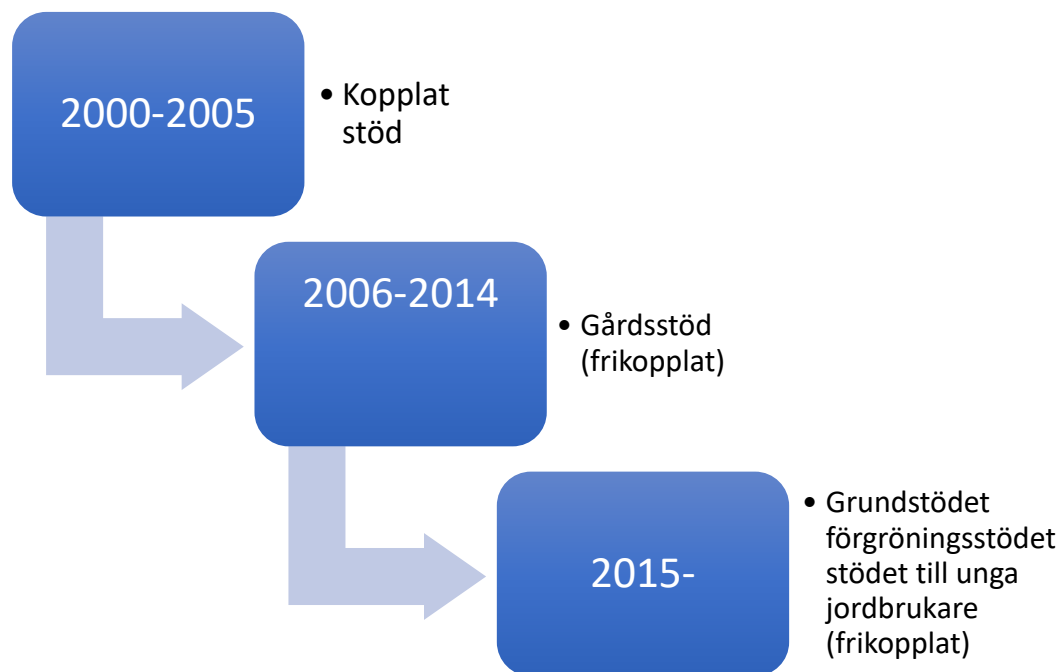 2000-2005
• Kopplat
stöd
2006-2014
• Gårdsstöd
(frikopplat)
2015-
• Grundstödet
förgröningsstödet
stödet till unga
jordbrukare
(frikopplat)